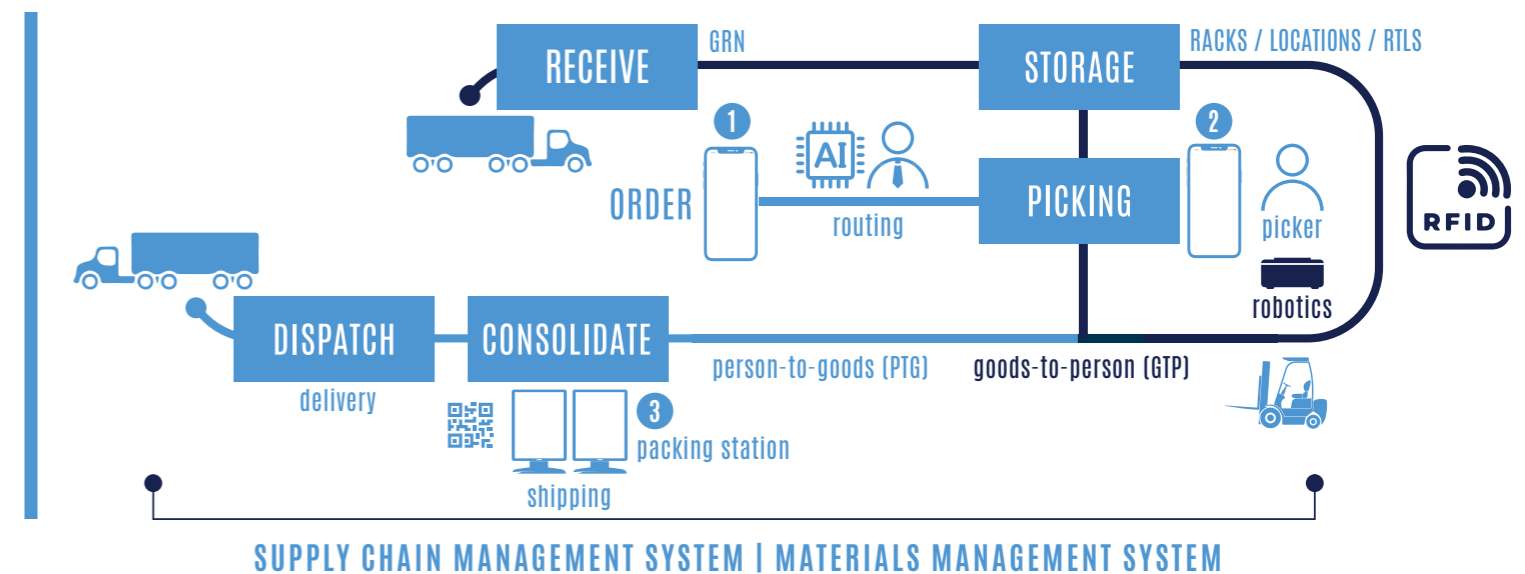 RECEIVE
GRN
STORAGE
RACKS / LOCATIONS / RTLS
1
AI
2
ORDER
routing
PICKING
picker
RFID
robotics
DISPATCH
CONSOLIDATE
person-to-goods (PTG)
goods-to-person (GTP)
delivery
3
packing station
shipping
SUPPLY CHAIN MANAGEMENT SYSTEM | MATERIALS MANAGEMENT SYSTEM